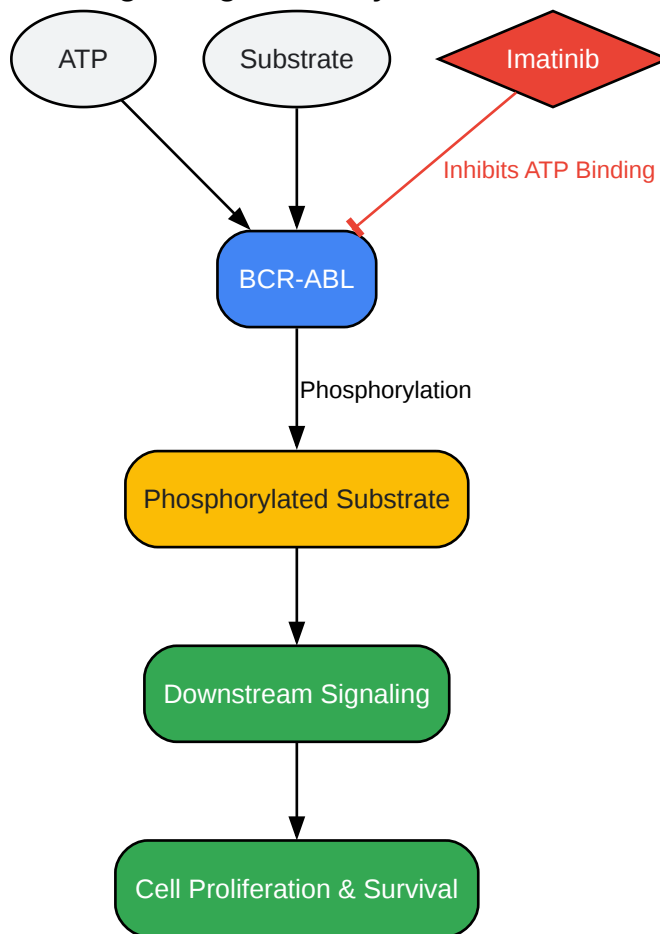 ATP
Substrate
Imatinib
Inhibits ATP Binding
BCR-ABL
Phosphorylation
Phosphorylated Substrate
Downstream Signaling
Cell Proliferation & Survival